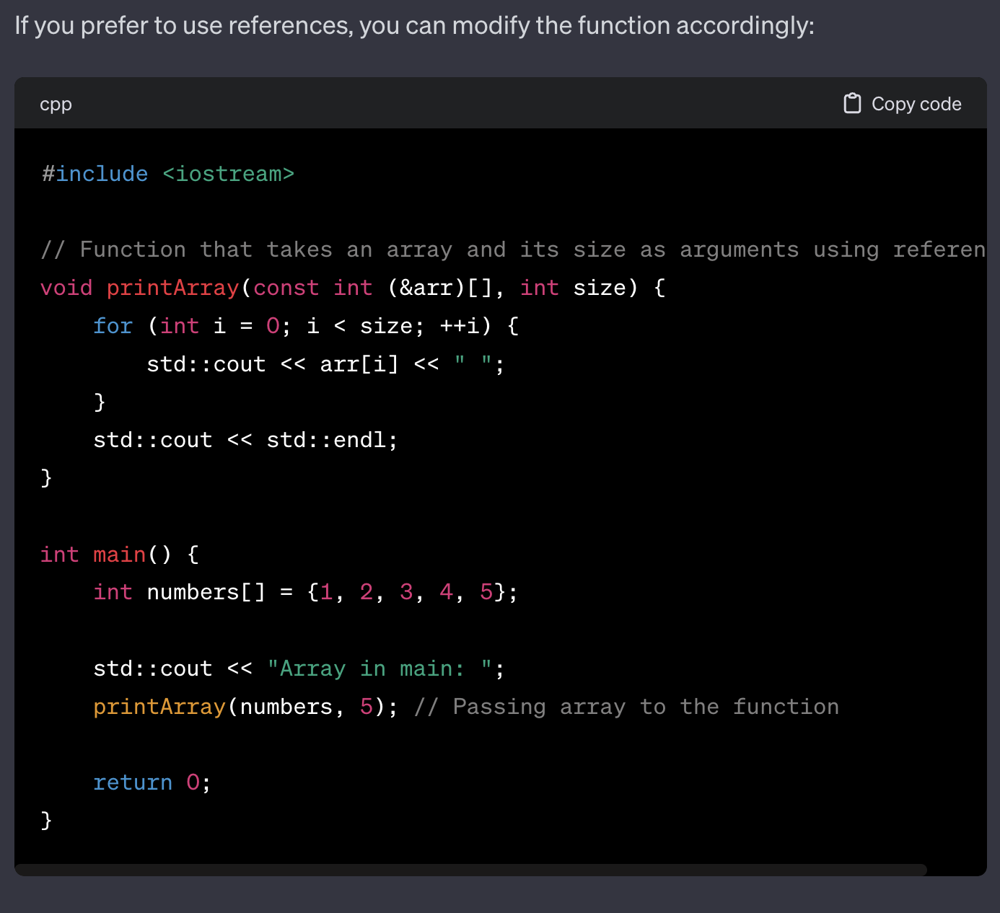 If you prefer to use references, you can modify the function accordingly:
cpp
Copy code
#include <iostream>
// Function that takes an array and its size as arguments using referen
void printArray(const int (&arr)[], int size) {
    for (int i = 0; i < size; ++i) {
        std::cout << arr[i] << " ";
    }
    std::cout << std::endl;
}
int main() {
    int numbers[] = {1, 2, 3, 4, 5};
    std::cout << "Array in main: ";
    printArray(numbers, 5); // Passing array to the function
    return 0;
}